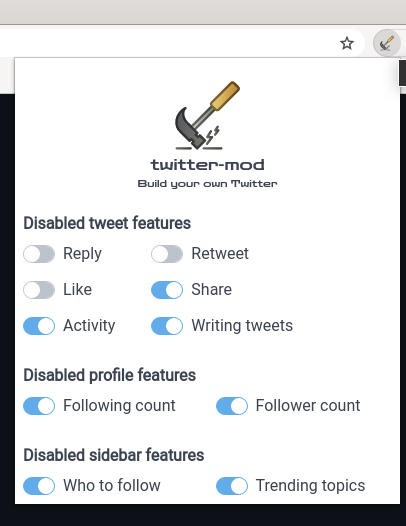 twitter-mod
Build your own Twitter
Disabled tweet features
Reply Retweet
Like Share
Activity Writing tweets
Disabled profile features
Following count Follower count
Disabled sidebar features
Who to follow Trending topics